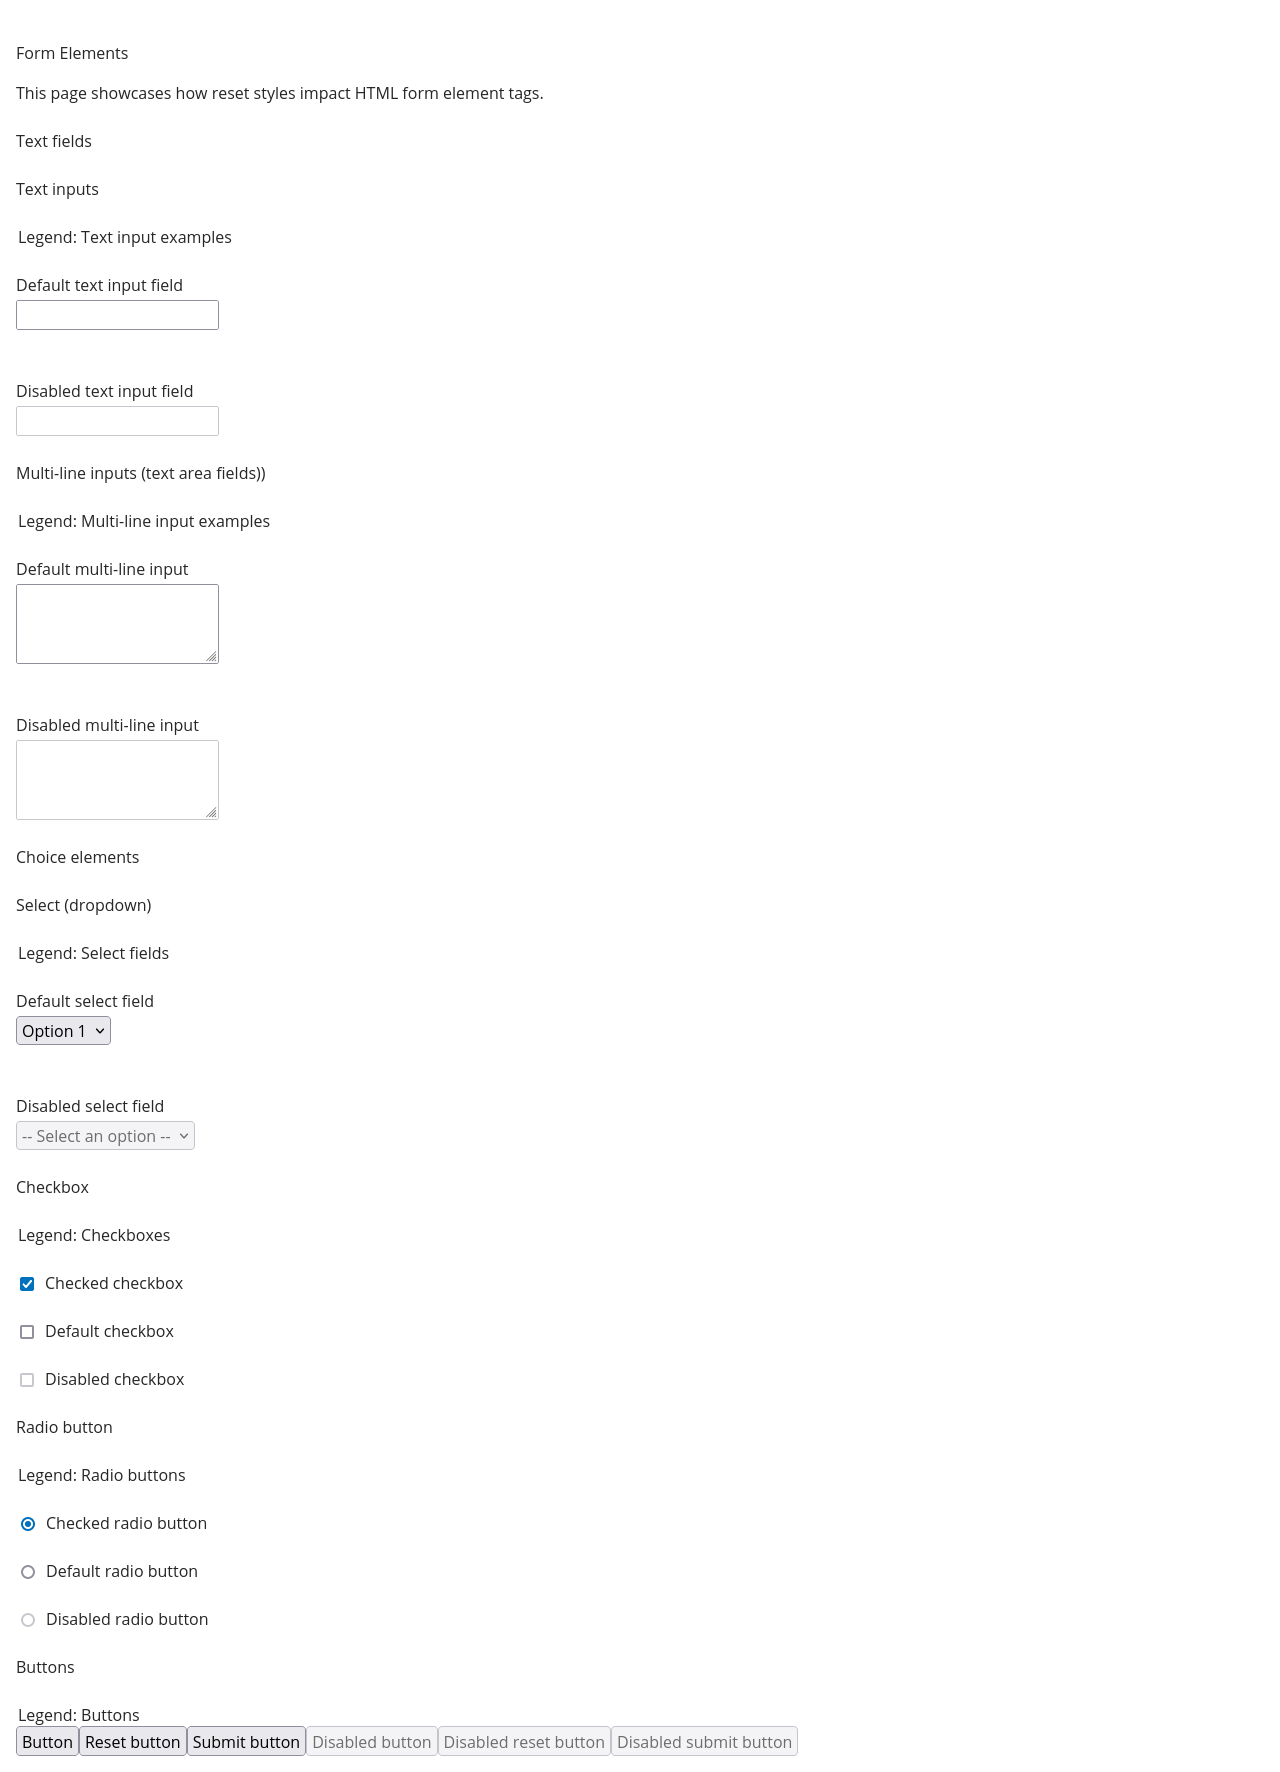 Form Elements
This page showcases how reset styles impact HTML form element tags.
Text fields
Text inputs
Legend: Text input examples
Default text input field
Disabled text input field
Multi-line inputs (text area fields))
Legend: Multi-line input examples
Default multi-line input
Disabled multi-line input
Choice elements
Select (dropdown)
Legend: Select fields
Default select field
Option 1
Disabled select field
-- Select an option --
Checkbox
Legend: Checkboxes
Checked checkbox
Default checkbox
Disabled checkbox
Radio button
Legend: Radio buttons
Checked radio button
Default radio button
Disabled radio button
Buttons
Legend: Buttons
Button Reset button Submit button Disabled button Disabled reset button Disabled submit button